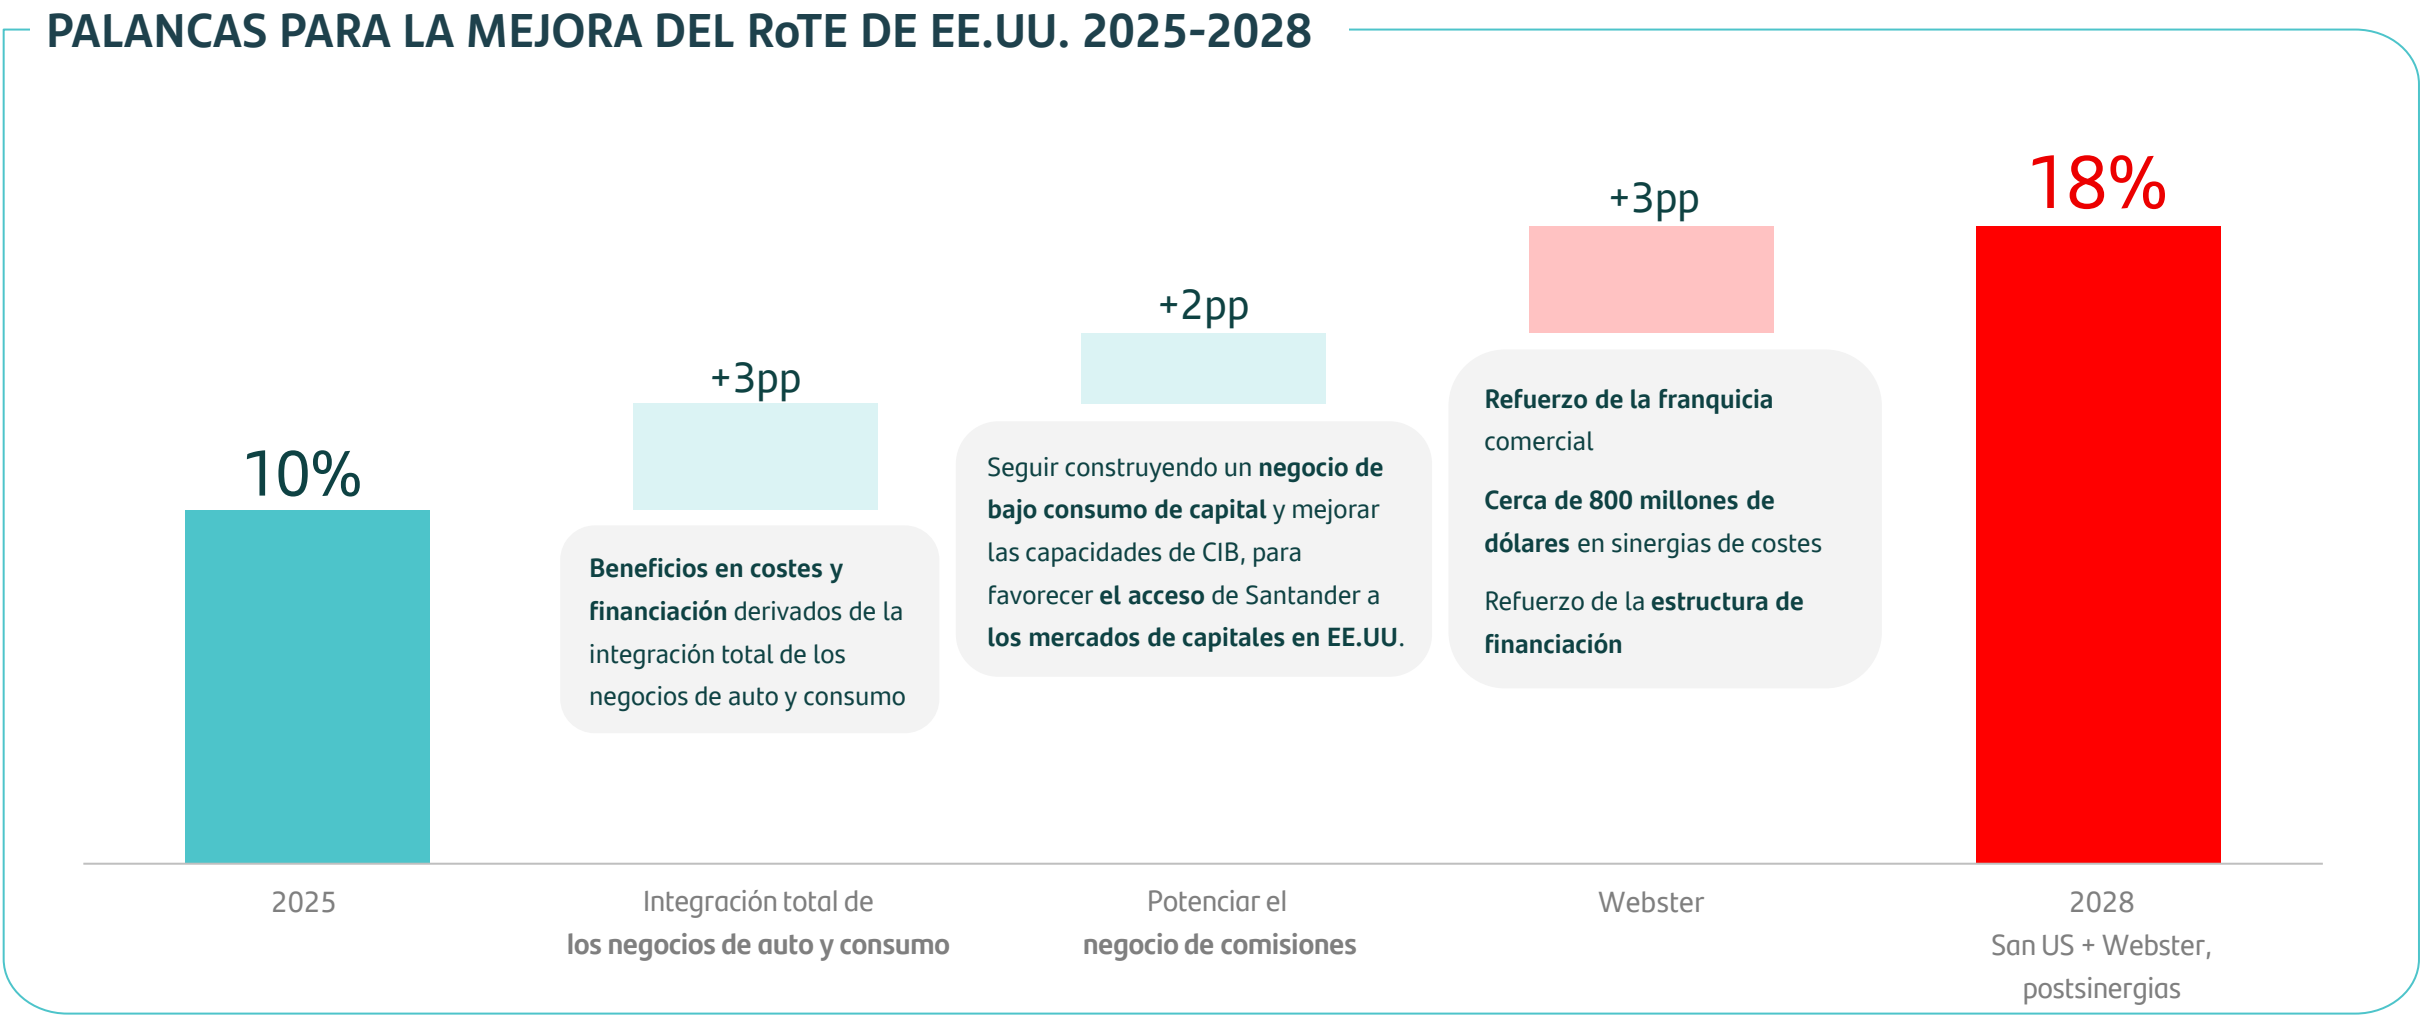 PALANCAS PARA LA MEJORA DEL RoTE DE EE.UU. 2025-2028
10%
+3pp
Beneficios en costes y
financiación derivados de la
integración total de los
negocios de auto y consumo
+2pp
Seguir construyendo un negocio de
bajo consumo de capital y mejorar
las capacidades de CIB, para
favorecer el acceso de Santander a
los mercados de capitales en EE.UU.
+3pp
Refuerzo de la franquicia
comercial
Cerca de 800 millones de
dólares en sinergias de costes
Refuerzo de la estructura de
financiación
18%
2025
Integración total de
los negocios de auto y consumo
Potenciar el
negocio de comisiones
Webster
2028
San US + Webster,
postsinergias